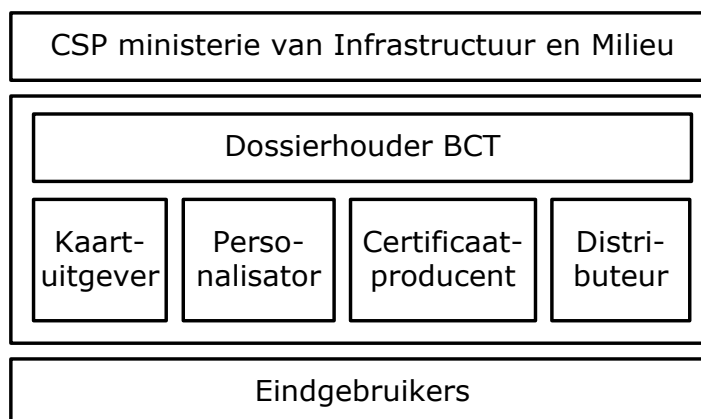 CSP ministerie van Infrastructuur en Milieu
Dossierhouder BCT
Kaart-
uitgever
Perso-
nalisator
Certificaat-
producent
Distri-
buteur
Eindgebruikers